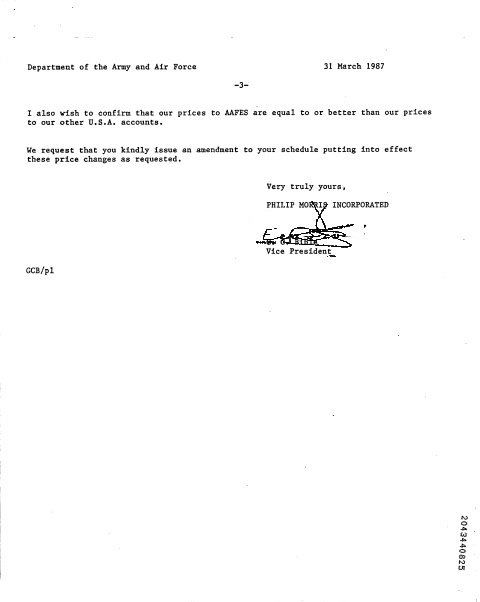 Department of the Army and Air Force 31 March 1987
-3-
I also wish to confirm that our prices to AAFES are equal to or better than our prices
to our other U.S.A. accounts.
We request that you kindly issue an amendment to your schedule putting into effect
these price changes as requested.
Very truly yours,
PHILIP MORRIS INCORPORATED
Vice President
GCB/pl
2043440825